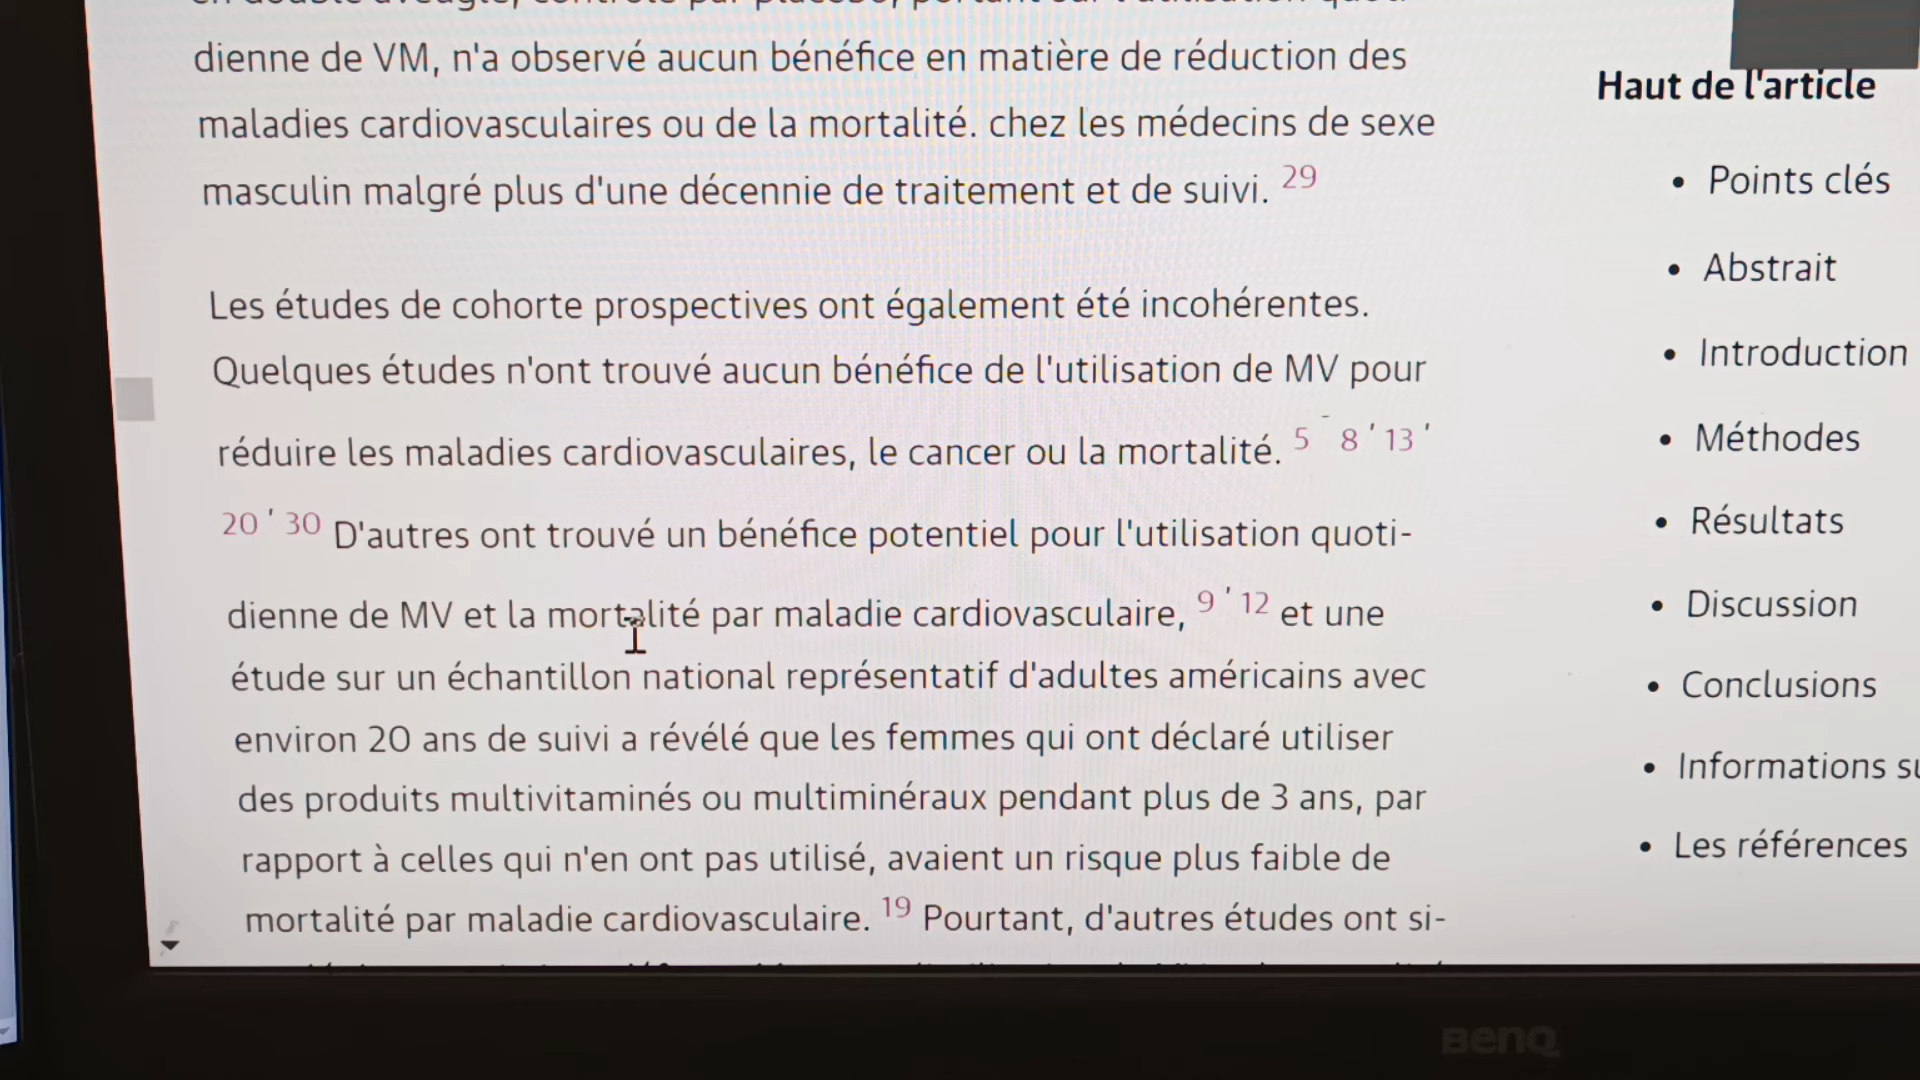 dienne de VM, n'a observé aucun bénéfice en matière de réduction des
maladies cardiovasculaires ou de la mortalité. chez les médecins de sexe
masculin malgré plus d'une décennie de traitement et de suivi. 29
Les études de cohorte prospectives ont également été incohérentes.
Quelques études n'ont trouvé aucun bénéfice de l'utilisation de MV pour
réduire les maladies cardiovasculaires, le cancer ou la mortalité. 5 - 8 ' 13 '
20 ' 30 D'autres ont trouvé un bénéfice potentiel pour l'utilisation quoti-
dienne de MV et la mortalité par maladie cardiovasculaire, 9 ' 12 et une
étude sur un échantillon national représentatif d'adultes américains avec
environ 20 ans de suivi a révélé que les femmes qui ont déclaré utiliser
des produits multivitaminés ou multiminéraux pendant plus de 3 ans, par
rapport à celles qui n'en ont pas utilisé, avaient un risque plus faible de
mortalité par maladie cardiovasculaire. 19 Pourtant, d'autres études ont si-
Haut de l'article
• Points clés
• Abstrait
• Introduction
• Méthodes
• Résultats
• Discussion
• Conclusions
• Informations su
• Les références
BenQ